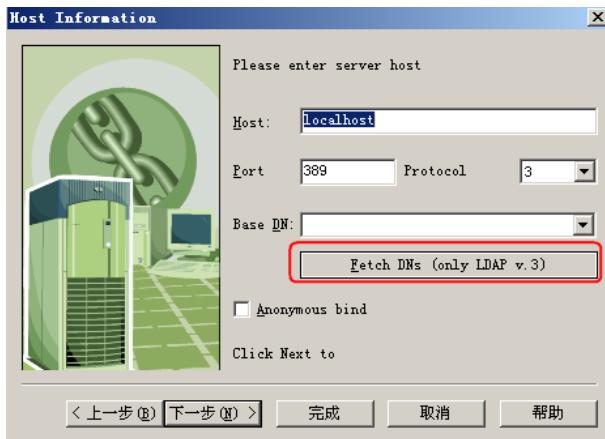 Host Information
Please enter server host
Host: localhost
Port 389 Protocol 3
Base DN:
Fetch DNs (only LDAP v.3)
Anonymous bind
Click Next to
< 上一步(B) 下一步(N) > 完成 取消 帮助